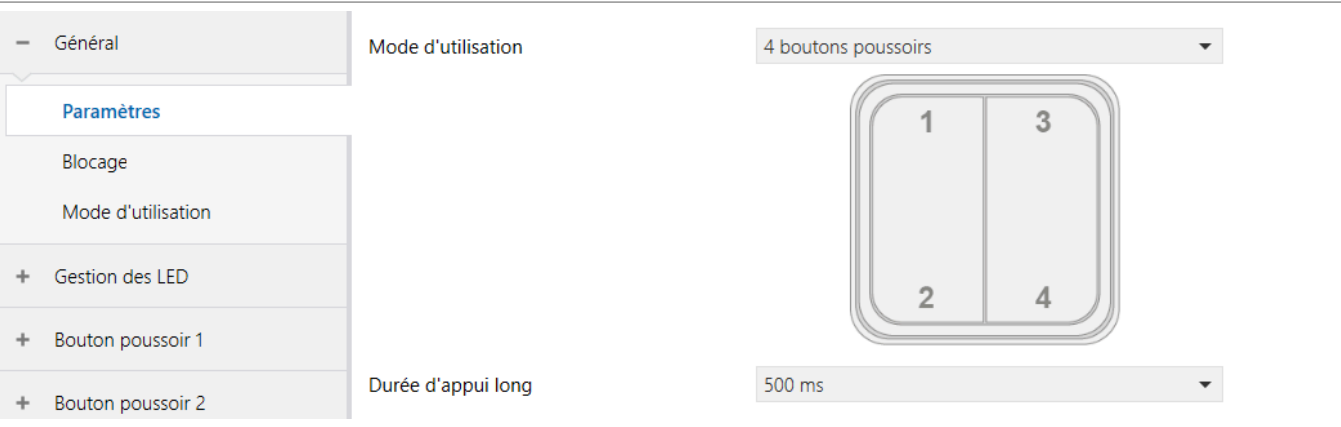 Général
Paramètres
Blocage
Mode d'utilisation
Gestion des LED
Bouton poussoir 1
Bouton poussoir 2
Mode d'utilisation
4 boutons poussoirs
1 3
2 4
Durée d'appui long
500 ms